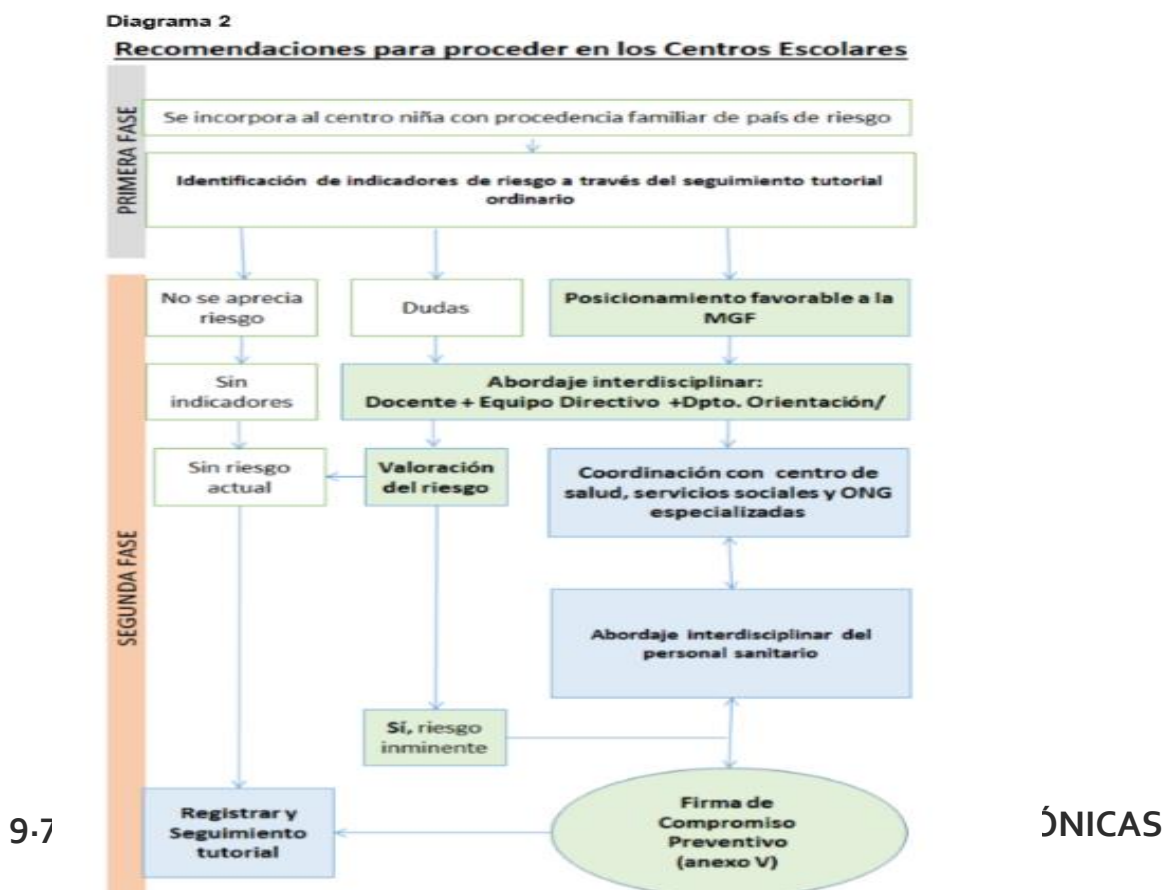 Diagrama 2
Recomendaciones para proceder en los Centros Escolares
PRIMERA FASE
Se incorpora al centro niña con procedencia familiar de país de riesgo
Identificación de indicadores de riesgo a través del seguimiento tutorial
ordinario
SEGUNDA FASE
No se aprecia
riesgo
Dudas
Posicionamiento favorable a la
MGF
Sin
indicadores
Abordaje interdisciplinar:
Docente + Equipo Directivo +Dpto. Orientación/
Sin riesgo
actual
Valoración
del riesgo
Coordinación con centro de
salud, servicios sociales y ONG
especializadas
Abordaje interdisciplinar del
personal sanitario
Sí, riesgo
inminente
Registrar y
Seguimiento
tutorial
Firma de
Compromiso
Preventivo
(anexo V)
9.7
ÓNICAS